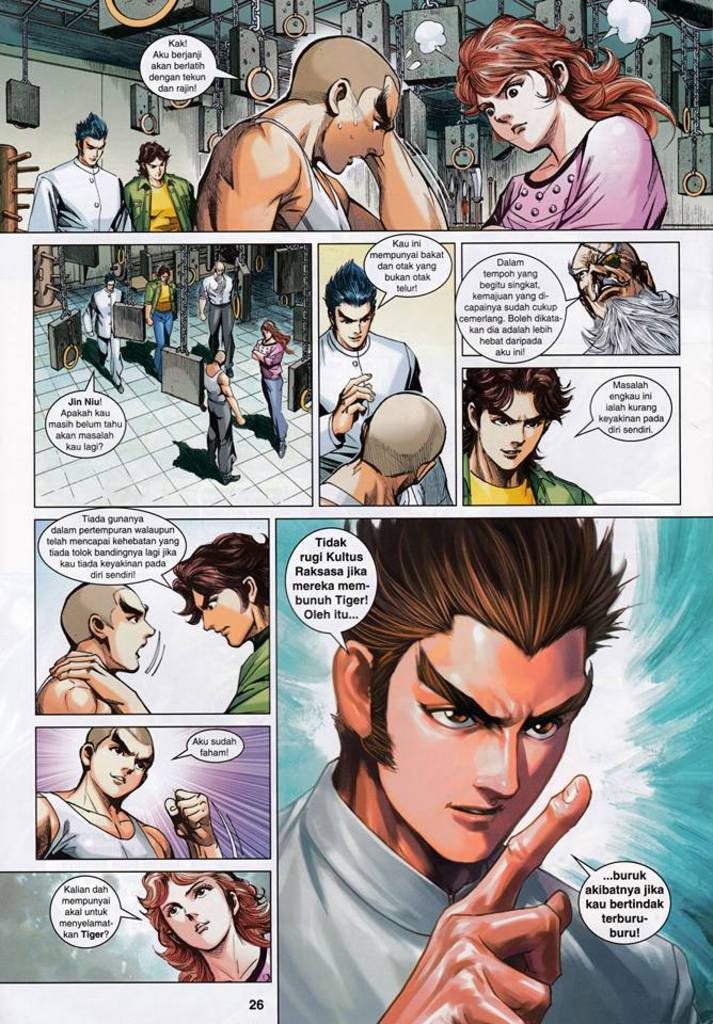 Kak!
Aku berjanji
akan berlatih
dengan tekun
dan rajin!
Jin Niu!
Apakah kau
masih belum tahu
akan masalah
kau lagi?
Kau ini
mempunyai bakat
dan otak yang
bukan otak
telur!
Dalam
tempoh yang
begitu singkat,
kemajuan yang di-
capainya sudah cukup
cemerlang. Boleh dikata-
kan dia adalah lebih
hebat daripada
aku ini!
Masalah
engkau ini
ialah kurang
keyakinan pada
diri sendiri.
Tiada gunanya
dalam pertempuran walaupun
telah mencapai kehebatan yang
tiada tolok bandingnya lagi jika
kau tiada keyakinan pada
diri sendiri!
Aku sudah
faham!
Kalian dah
mempunyai
akal untuk
menyelamat-
kan Tiger?
Tidak
rugi Kultus
Raksasa jika
mereka mem-
bunuh Tiger!
Oleh itu...
...buruk
akibatnya jika
kau bertindak
terburu-
buru!
26